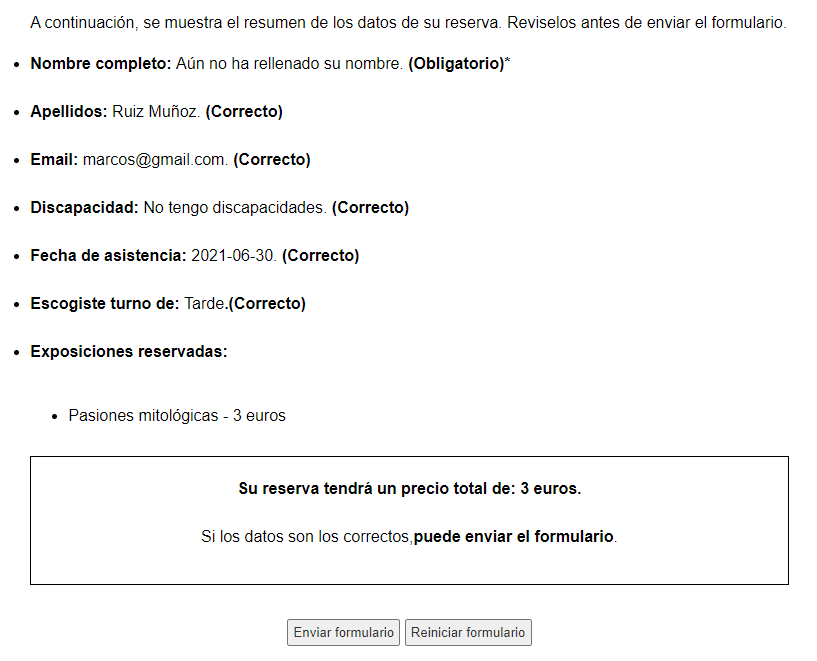 A continuación, se muestra el resumen de los datos de su reserva. Reviselos antes de enviar el formulario.
Nombre completo: Aún no ha rellenado su nombre. (Obligatorio)*
Apellidos: Ruiz Muñoz. (Correcto)
Email: marcos@gmail.com. (Correcto)
Discapacidad: No tengo discapacidades. (Correcto)
Fecha de asistencia: 2021-06-30. (Correcto)
Escogiste turno de: Tarde.(Correcto)
Exposiciones reservadas:
Pasiones mitológicas - 3 euros
Su reserva tendrá un precio total de: 3 euros.
Si los datos son los correctos,puede enviar el formulario.
Enviar formulario Reiniciar formulario